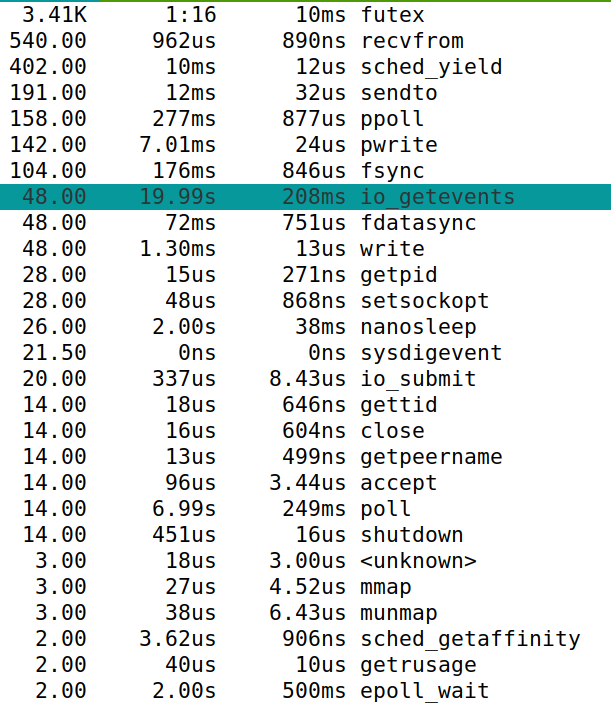 3.41K 1:16 10ms futex
540.00 962us 890ns recvfrom
402.00 10ms 12us sched_yield
191.00 12ms 32us sendto
158.00 277ms 877us ppoll
142.00 7.01ms 24us pwrite
104.00 176ms 846us fsync
48.00 19.99s 208ms io_getevents
48.00 72ms 751us fdatasync
48.00 1.30ms 13us write
28.00 15us 271ns getpid
28.00 48us 868ns setsockopt
26.00 2.00s 38ms nanosleep
21.50 0ns 0ns sysdigevent
20.00 337us 8.43us io_submit
14.00 18us 646ns gettid
14.00 16us 604ns close
14.00 13us 499ns getpeername
14.00 96us 3.44us accept
14.00 6.99s 249ms poll
14.00 451us 16us shutdown
3.00 18us 3.00us <unknown>
3.00 27us 4.52us mmap
3.00 38us 6.43us munmap
2.00 3.62us 906ns sched_getaffinity
2.00 40us 10us getrusage
2.00 2.00s 500ms epoll_wait